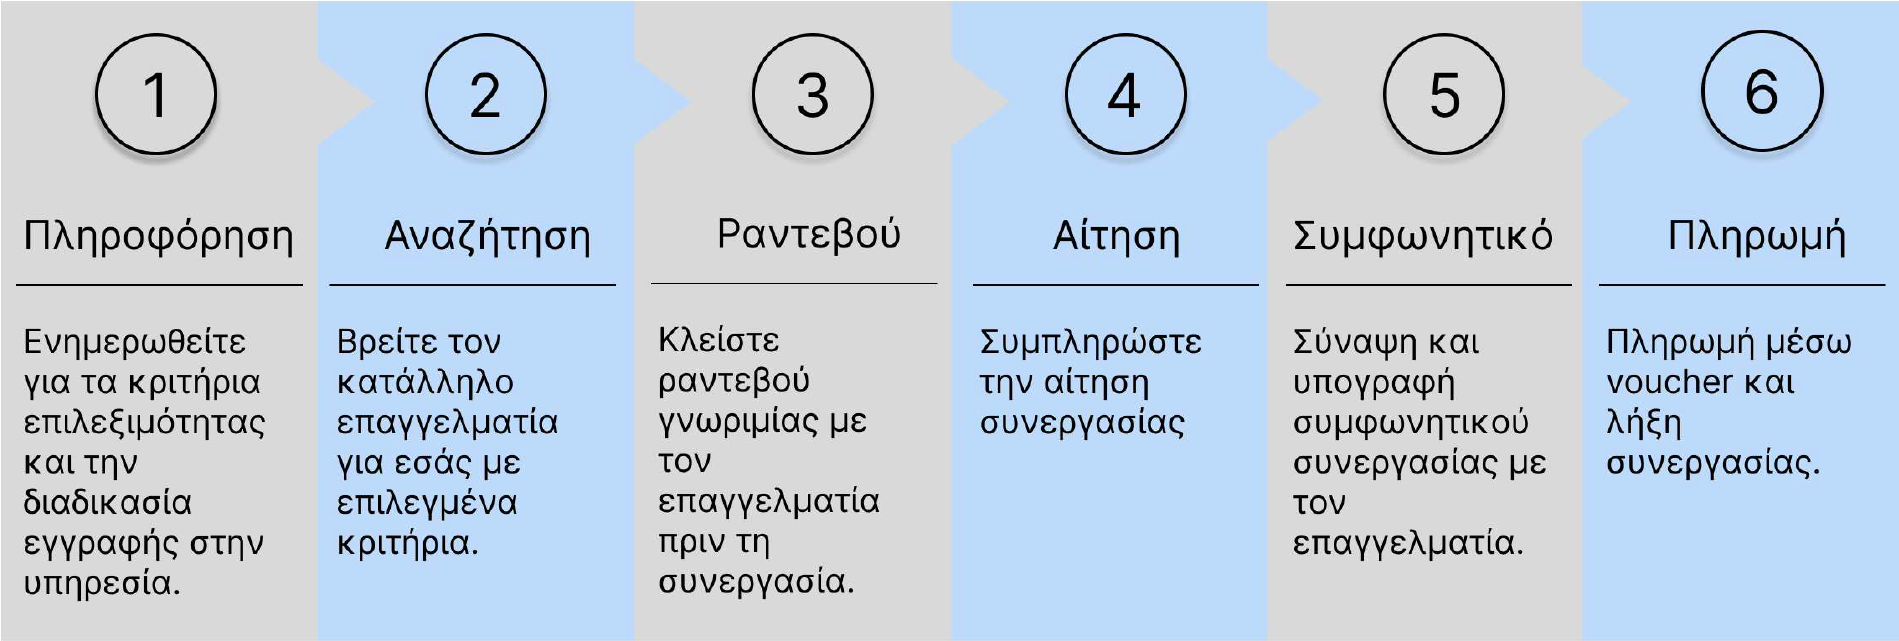 1
Πληροφόρηση
Ενημερωθείτε
για τα κριτήρια
επιλεξιμότητας
και την
διαδικασία
εγγραφής στην
υπηρεσία.
2
Αναζήτηση
Βρείτε τον
κατάλληλο
επαγγελματία
για εσάς με
επιλεγμένα
κριτήρια.
3
Ραντεβού
Κλείστε
ραντεβού
γνωριμίας με
τον
επαγγελματία
πριν τη
συνεργασία.
4
Αίτηση
Συμπληρώστε
την αίτηση
συνεργασίας
5
Συμφωνητικό
Σύναψη και
υπογραφή
συμφωνητικού
συνεργασίας με
τον
επαγγελματία.
6
Πληρωμή
Πληρωμή μέσω
voucher και
λήξη
συνεργασίας.